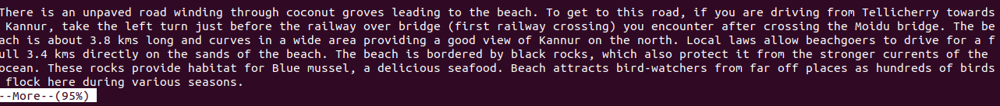 There is an unpaved road winding through coconut groves leading to the beach. To get to this road, if you are driving from Tellicherry towards
 Kannur, take the left turn just before the railway over bridge (first railway crossing) you encounter after crossing the Moidu bridge. The be
ach is about 3.8 kms long and curves in a wide area providing a good view of Kannur on the north. Local laws allow beachgoers to drive for a f
ull 3.4 kms directly on the sands of the beach. The beach is bordered by black rocks, which also protect it from the stronger currents of the
ocean. These rocks provide habitat for Blue mussel, a delicious seafood. Beach attracts bird-watchers from far off places as hundreds of birds
 flock here during various seasons.
--More--(95%)